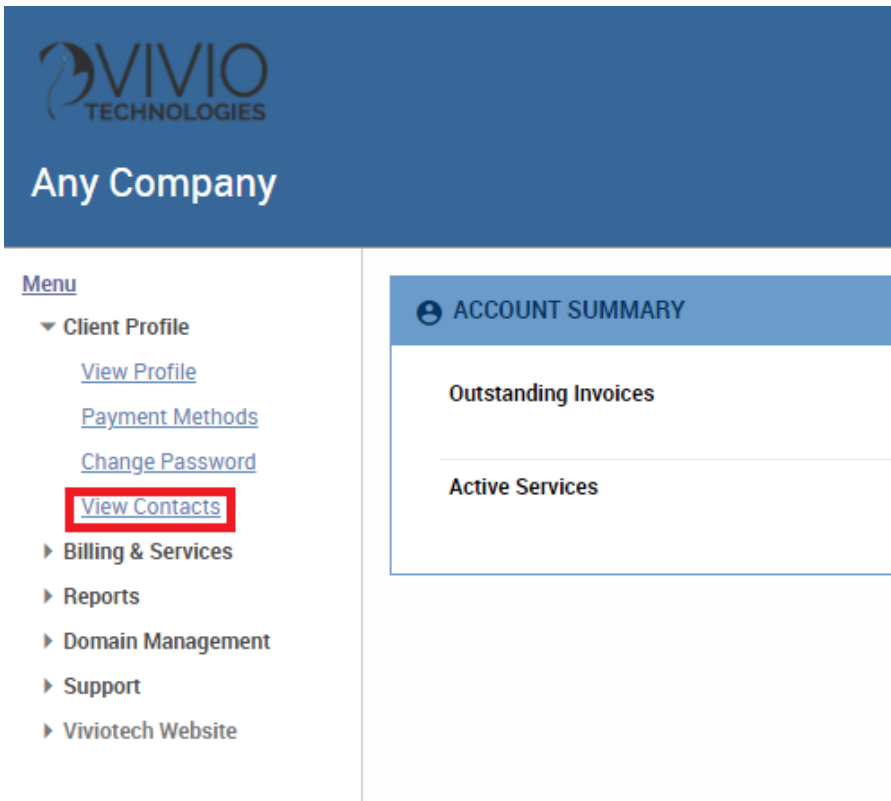 VIVIO
TECHNOLOGIES
Any Company
Menu
Client Profile
View Profile
Payment Methods
Change Password
View Contacts
Billing & Services
Reports
Domain Management
Support
Viviotech Website
ACCOUNT SUMMARY
Outstanding Invoices
Active Services